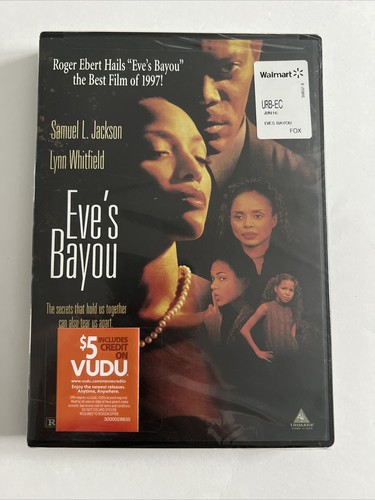 Roger Ebert Hails "Eve's Bayou"
the Best Film of 1997!
Walmart
URB-EC
EVES BAYOU
FOX
Samuel L. Jackson
Lynn Whitfield
Eve's
Bayou
The secrets that hold us together
can also tear us apart.
$5 INCLUDES
CREDIT
ON
VUDU
Enjoy the newest releases.
Anytime, Anywhere.
R
TRIMARK